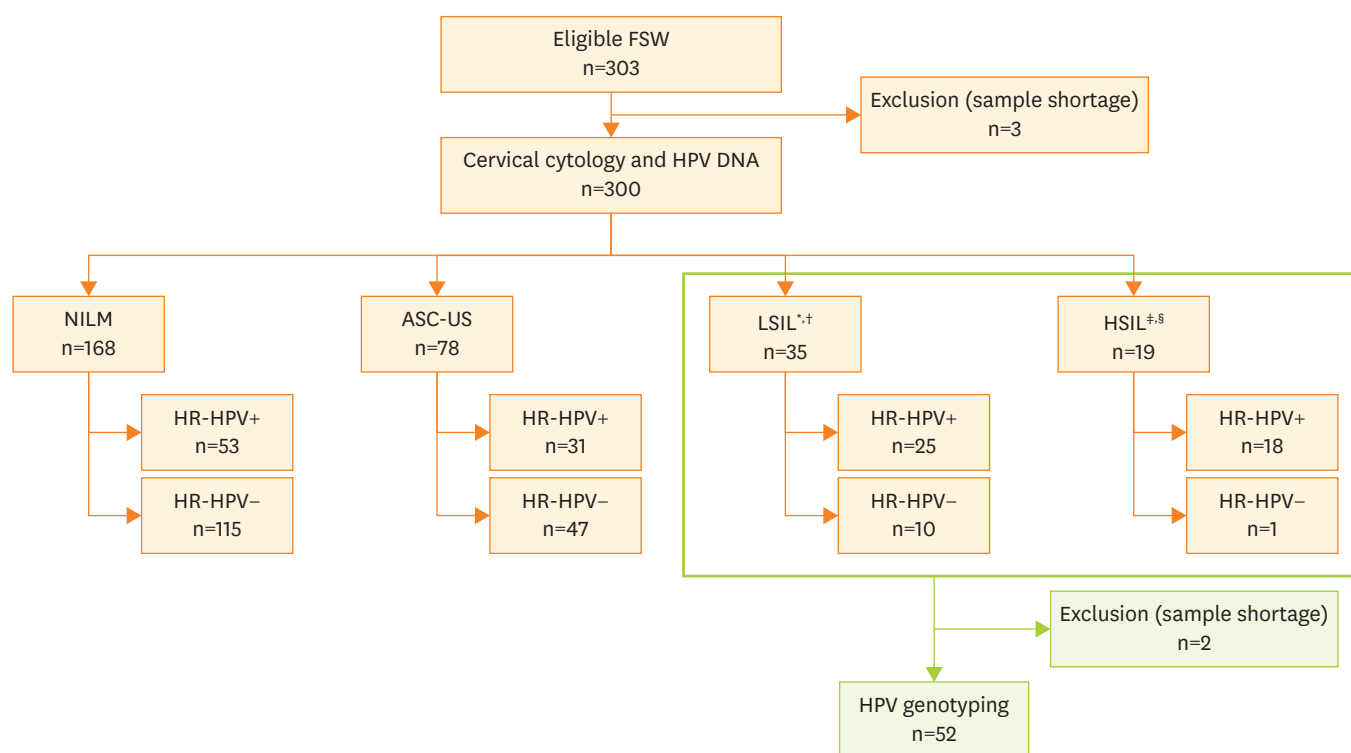 Eligible FSW
n=303
Exclusion (sample shortage)
n=3
Cervical cytology and HPV DNA
n=300
NILM
n=168
ASC-US
n=78
LSIL*,†
n=35
HSIL‡,§
n=19
HR-HPV+
n=53
HR-HPV−
n=115
HR-HPV+
n=31
HR-HPV−
n=47
HR-HPV+
n=25
HR-HPV−
n=10
HR-HPV+
n=18
HR-HPV−
n=1
Exclusion (sample shortage)
n=2
HPV genotyping
n=52